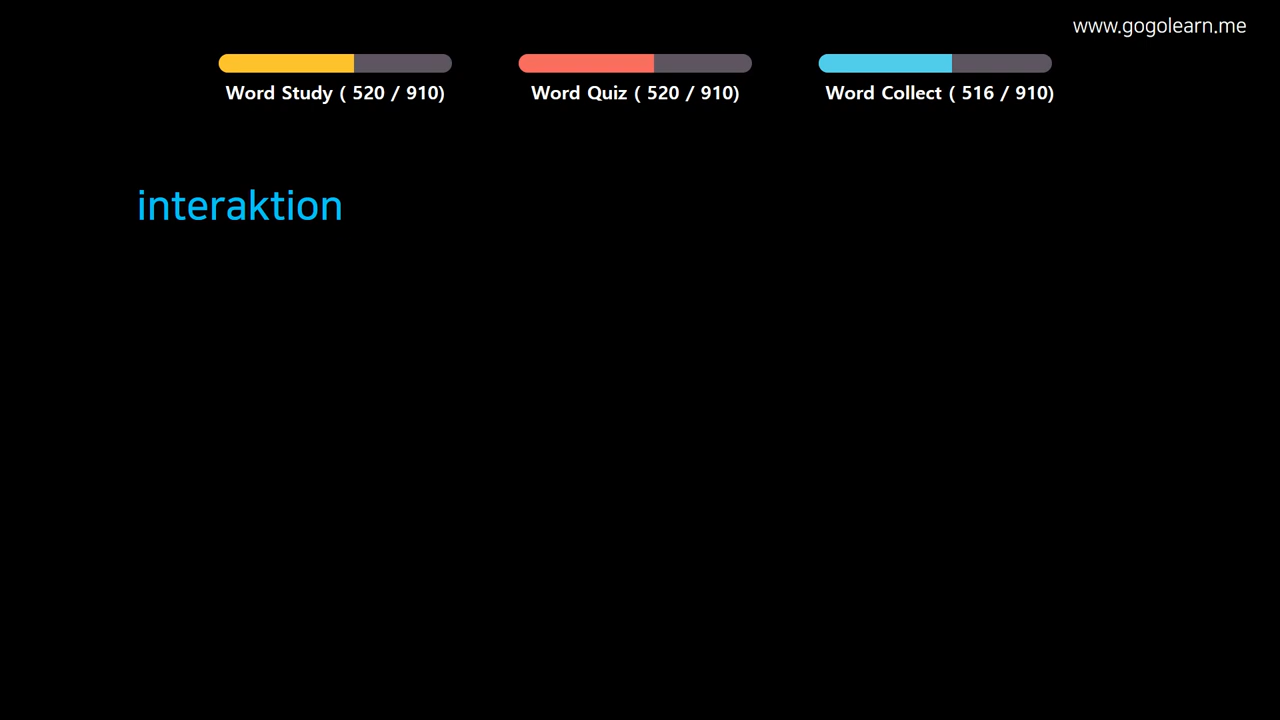 www.gogolearn.me
Word Study ( 520 / 910)
Word Quiz ( 520 / 910)
Word Collect ( 516 / 910)
interaktion